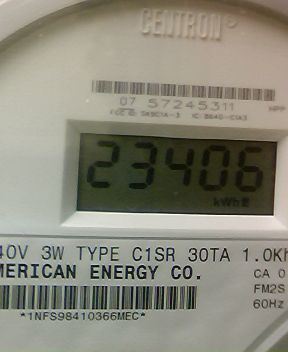 CENTRON
07 57245311
23406
kWh
40V 3W TYPE C1SR 30TA 1.0Kh
MERICAN ENERGY CO.
CA 0
FM2S
60Hz
*1NFS98410366MEC*